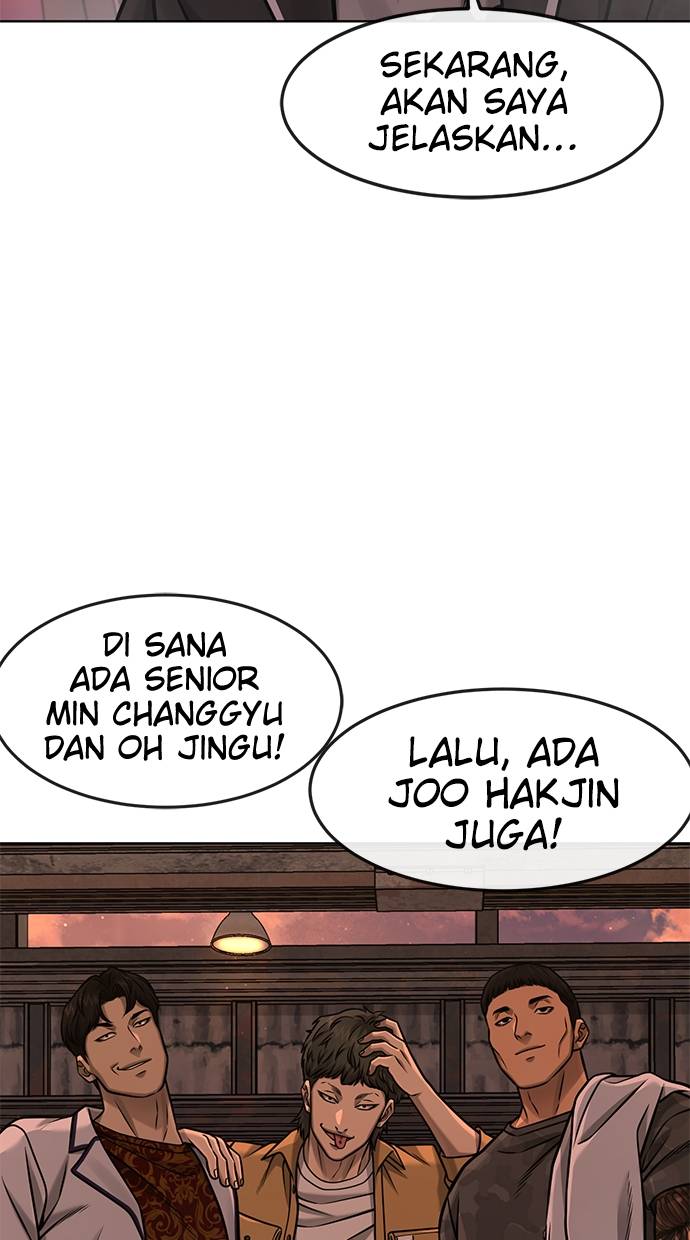 SEKARANG,
AKAN SAYA
JELASKAN...
DI SANA
ADA SENIOR
MIN CHANGGYU
DAN OH JINGU!
LALU, ADA
JOO HAKJIN
JUGA!